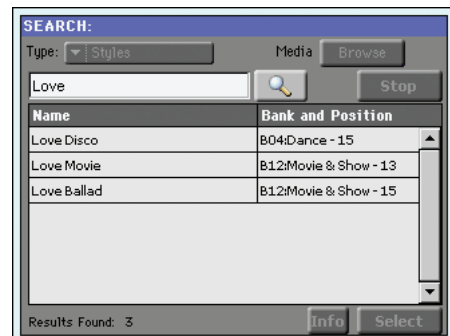 SEARCH:
Type: Styles Media Browse
Love Stop
Name Bank and Position
Love Disco B04:Dance - 15
Love Movie B12:Movie & Show - 13
Love Ballad B12:Movie & Show - 15
Results Found: 3 Info Select